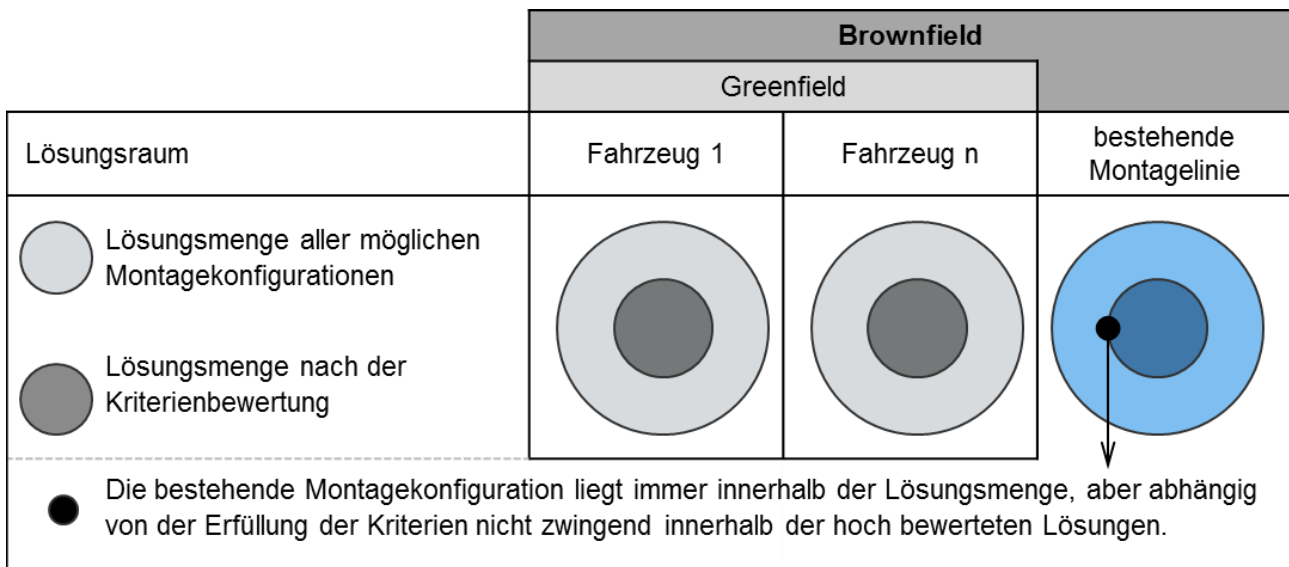 Brownfield
Greenfield
Lösungsraum
Fahrzeug 1
Fahrzeug n
bestehende
Montagelinie
Lösungsmenge aller möglichen
Montagekonfigurationen
Lösungsmenge nach der
Kriterienbewertung
Die bestehende Montagekonfiguration liegt immer innerhalb der Lösungsmenge, aber abhängig
von der Erfüllung der Kriterien nicht zwingend innerhalb der hoch bewerteten Lösungen.